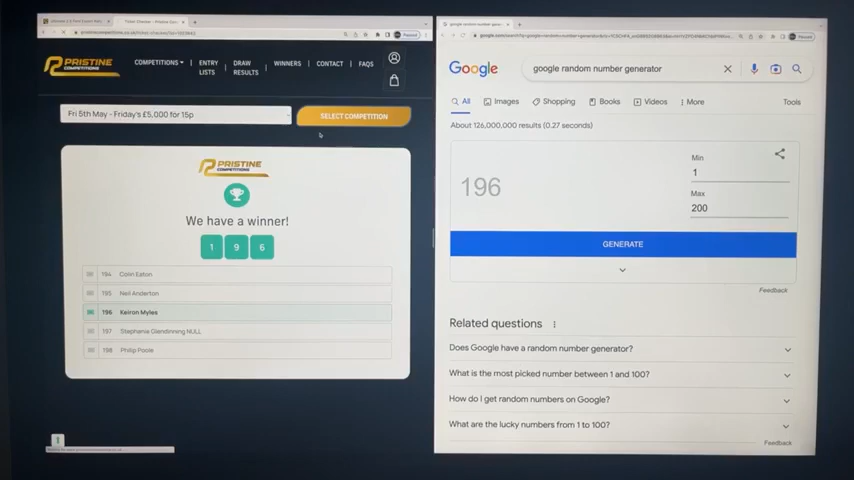 PRISTINE
COMPETITIONS
COMPETITIONS
ENTRY
LISTS
DRAW
RESULTS
WINNERS
CONTACT
FAQS
Fri 5th May - Friday's £5,000 for 15p
SELECT COMPETITION
PRISTINE
COMPETITIONS
We have a winner!
1 9 6
194 Colin Eaton
195 Neil Anderton
196 Keiron Myles
197 Stephanie Glendinning NULL
198 Philip Poole
google random number generator
Google
google random number generator
All
Images
Shopping
Books
Videos
More
Tools
About 126,000,000 results (0.27 seconds)
196
Min
1
Max
200
GENERATE
Feedback
Related questions
Does Google have a random number generator?
What is the most picked number between 1 and 100?
How do I get random numbers on Google?
What are the lucky numbers from 1 to 100?
Feedback